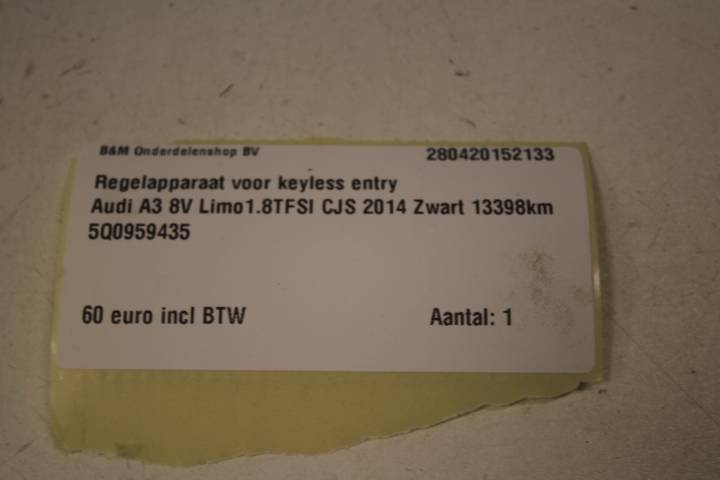 B&M Onderdelenshop BV 280420152133
Regelapparaat voor keyless entry
Audi A3 8V Limo1.8TFSI CJS 2014 Zwart 13398km
5Q0959435
60 euro incl BTW Aantal: 1